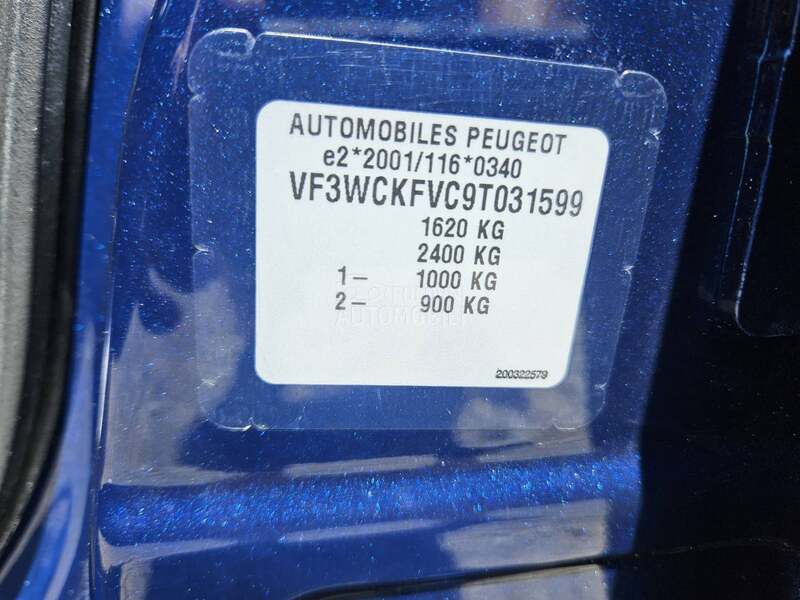 AUTOMOBILES PEUGEOT
e2*2001/116*0340
VF3WCKFVC9T031599
1620 KG
2400 KG
1– 1000 KG
2– 900 KG
200322579